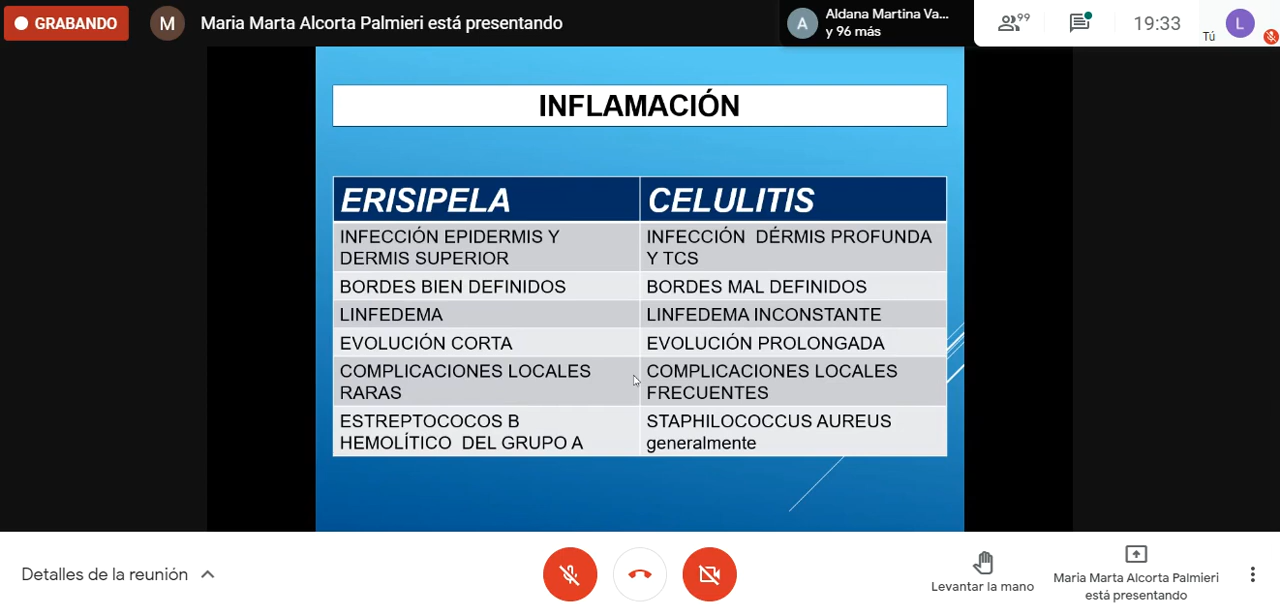 GRABANDO
M
Maria Marta Alcorta Palmieri está presentando
A
Aldana Martina Va...
y 96 más
99
19:33
Tú
L
INFLAMACIÓN
ERISIPELA
CELULITIS
INFECCIÓN EPIDERMIS Y
DERMIS SUPERIOR
INFECCIÓN DÉRMIS PROFUNDA
Y TCS
BORDES BIEN DEFINIDOS
BORDES MAL DEFINIDOS
LINFEDEMA
LINFEDEMA INCONSTANTE
EVOLUCIÓN CORTA
EVOLUCIÓN PROLONGADA
COMPLICACIONES LOCALES
RARAS
COMPLICACIONES LOCALES
FRECUENTES
ESTREPTOCOCOS B
HEMOLÍTICO DEL GRUPO A
STAPHILOCOCCUS AUREUS
generalmente
Detalles de la reunión
Levantar la mano
Maria Marta Alcorta Palmieri
está presentando